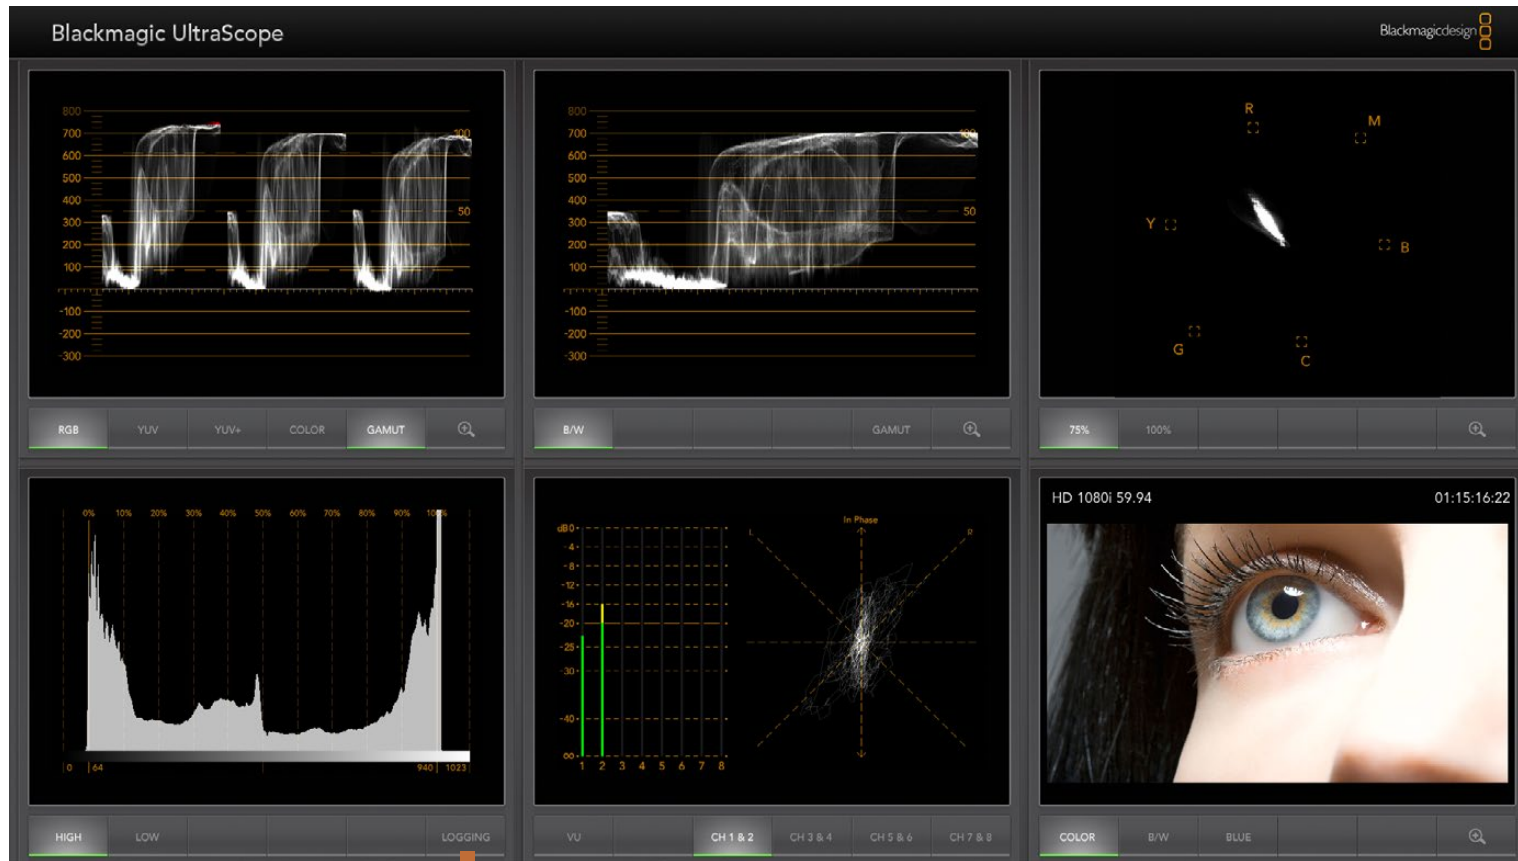 Blackmagic UltraScope
Blackmagicdesign
800
700
600
500
400
300
200
100
-100
-200
-300
100
50
800
700
600
500
400
300
200
100
-100
-200
-300
100
50
R
M
Y
B
G
C
RGB YUV YUV+ COLOR GAMUT
B/W GAMUT
75% 100%
0% 10% 20% 30% 40% 50% 60% 70% 80% 90% 100%
0 64 940 1023
dB 0
-4
-8
-12
-16
-20
-25
-30
-40
∞
1 2 3 4 5 6 7 8
In Phase
L R
HD 1080i 59.94 01:15:16:22
HIGH LOW LOGGING
VU CH 1 & 2 CH 3 & 4 CH 5 & 6 CH 7 & 8
COLOR B/W BLUE